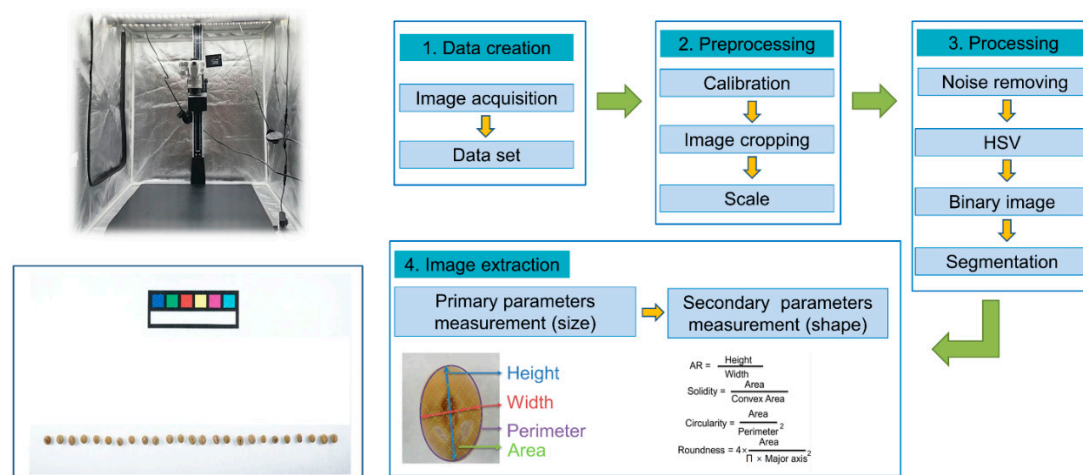 1. Data creation
Image acquisition
Data set
2. Preprocessing
Calibration
Image cropping
Scale
3. Processing
Noise removing
HSV
Binary image
Segmentation
4. Image extraction
Primary parameters
measurement (size)
Secondary parameters
measurement (shape)
Height
Width
Perimeter
Area
AR = Height
Width
Solidity = Area
Convex Area
Circularity = Area
Perimeter²
Roundness = 4× Area
Π × Major axis²